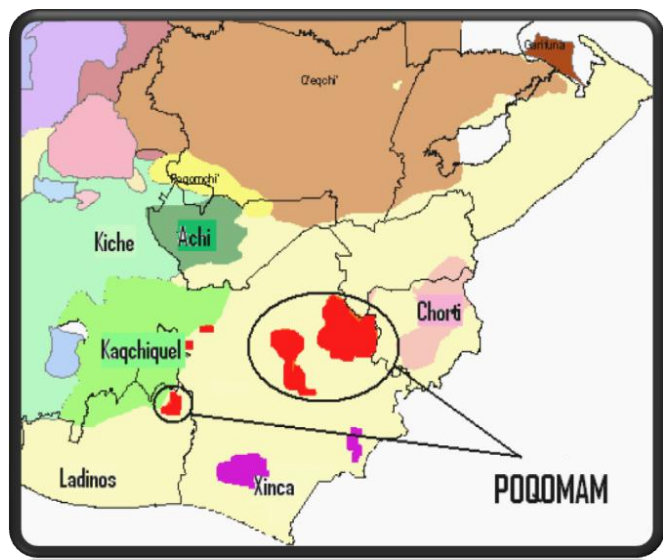 Garifuna
Q'eqchi'
Poqomchi'
Kiche
Achi
Chorti
Kaqchiquel
Ladinos
Xinca
POQOMAM